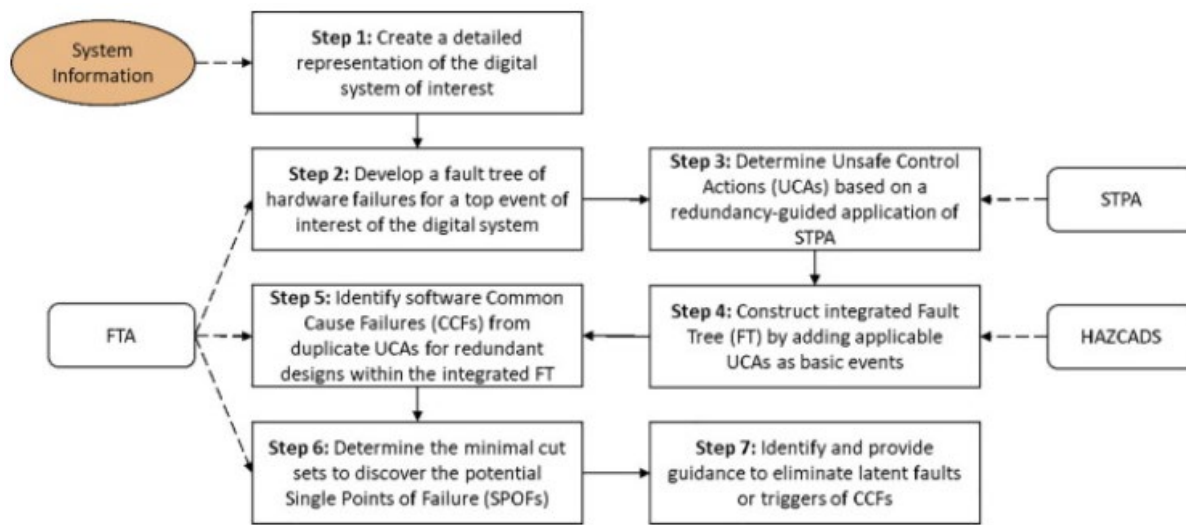 System
Information
Step 1: Create a detailed
representation of the digital
system of interest
Step 2: Develop a fault tree of
hardware failures for a top event of
interest of the digital system
Step 3: Determine Unsafe Control
Actions (UCAs) based on a
redundancy-guided application of
STPA
STPA
FTA
Step 5: Identify software Common
Cause Failures (CCFs) from
duplicate UCAs for redundant
designs within the integrated FT
Step 4: Construct integrated Fault
Tree (FT) by adding applicable
UCAs as basic events
HAZCADS
Step 6: Determine the minimal cut
sets to discover the potential
Single Points of Failure (SPOFs)
Step 7: Identify and provide
guidance to eliminate latent faults
or triggers of CCFs